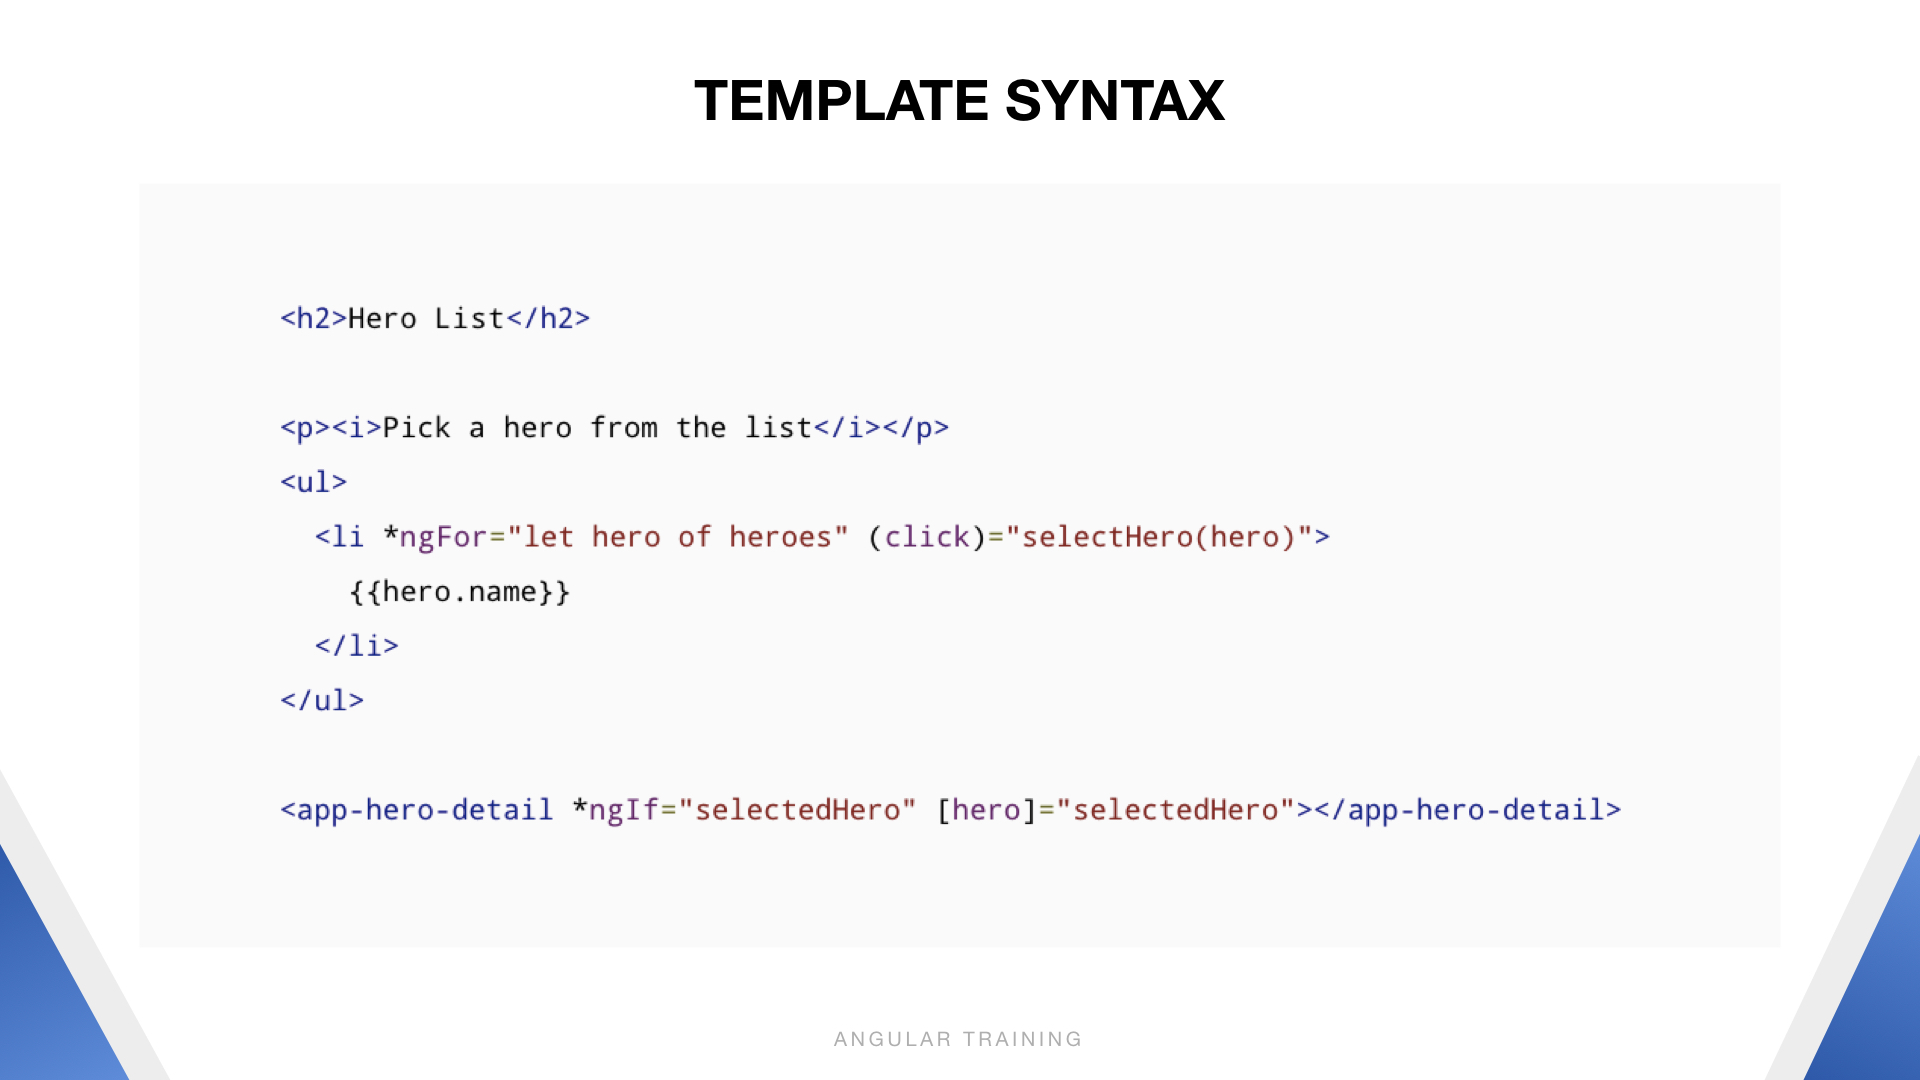 TEMPLATE SYNTAX
<h2>Hero List</h2>
<p><i>Pick a hero from the list</i></p>
<ul>
  <li *ngFor="let hero of heroes" (click)="selectHero(hero)">
    {{hero.name}}
  </li>
</ul>
<app-hero-detail *ngIf="selectedHero" [hero]="selectedHero"></app-hero-detail>
ANGULAR TRAINING